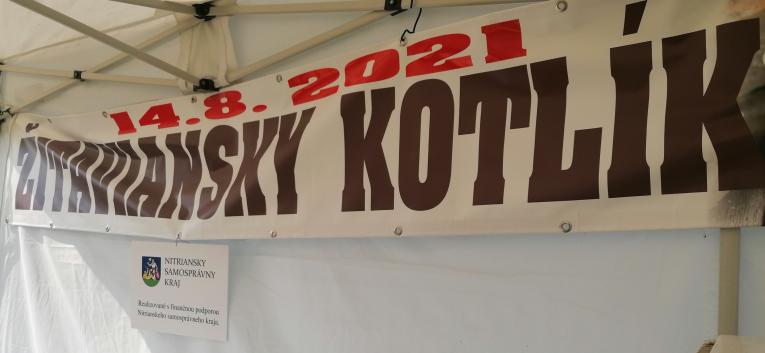 14.8. 2021
ŽITAVIANSKY KOTLÍK
NITRIANSKY
SAMOSPRÁVNY
KRAJ
Realizované s finančnou podporou
Nitrianskeho samosprávneho kraja.